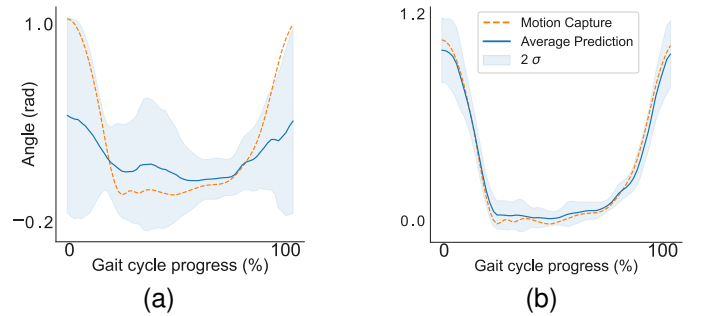 1.0
Angle (rad)
−0.2
0
100
Gait cycle progress (%)
(a)
1.2
Motion Capture
Average Prediction
2 σ
0.0
0
100
Gait cycle progress (%)
(b)